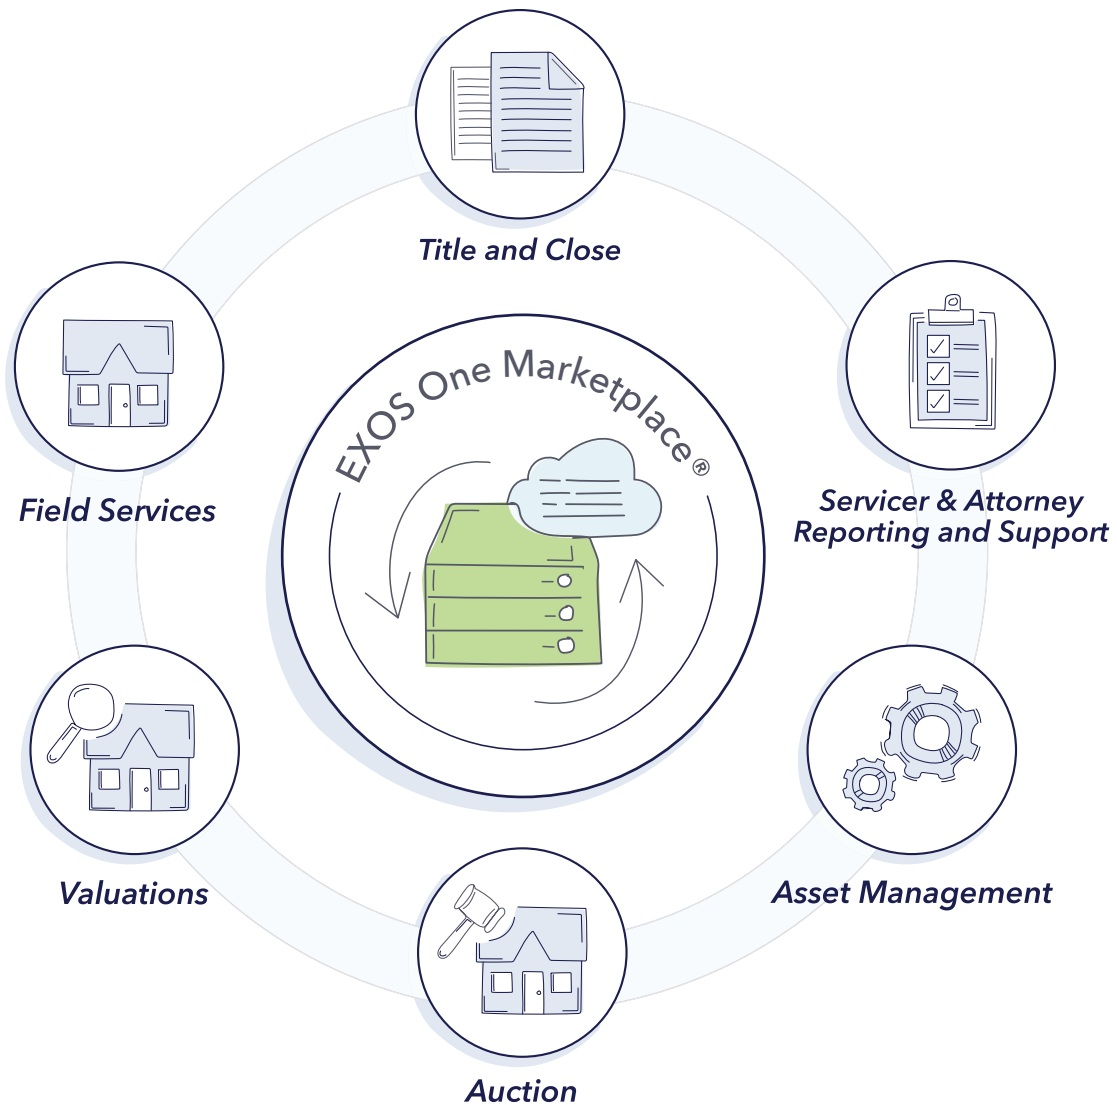 Title and Close
EXOS One Marketplace®
Field Services
Servicer & Attorney
Reporting and Support
Valuations
Asset Management
Auction